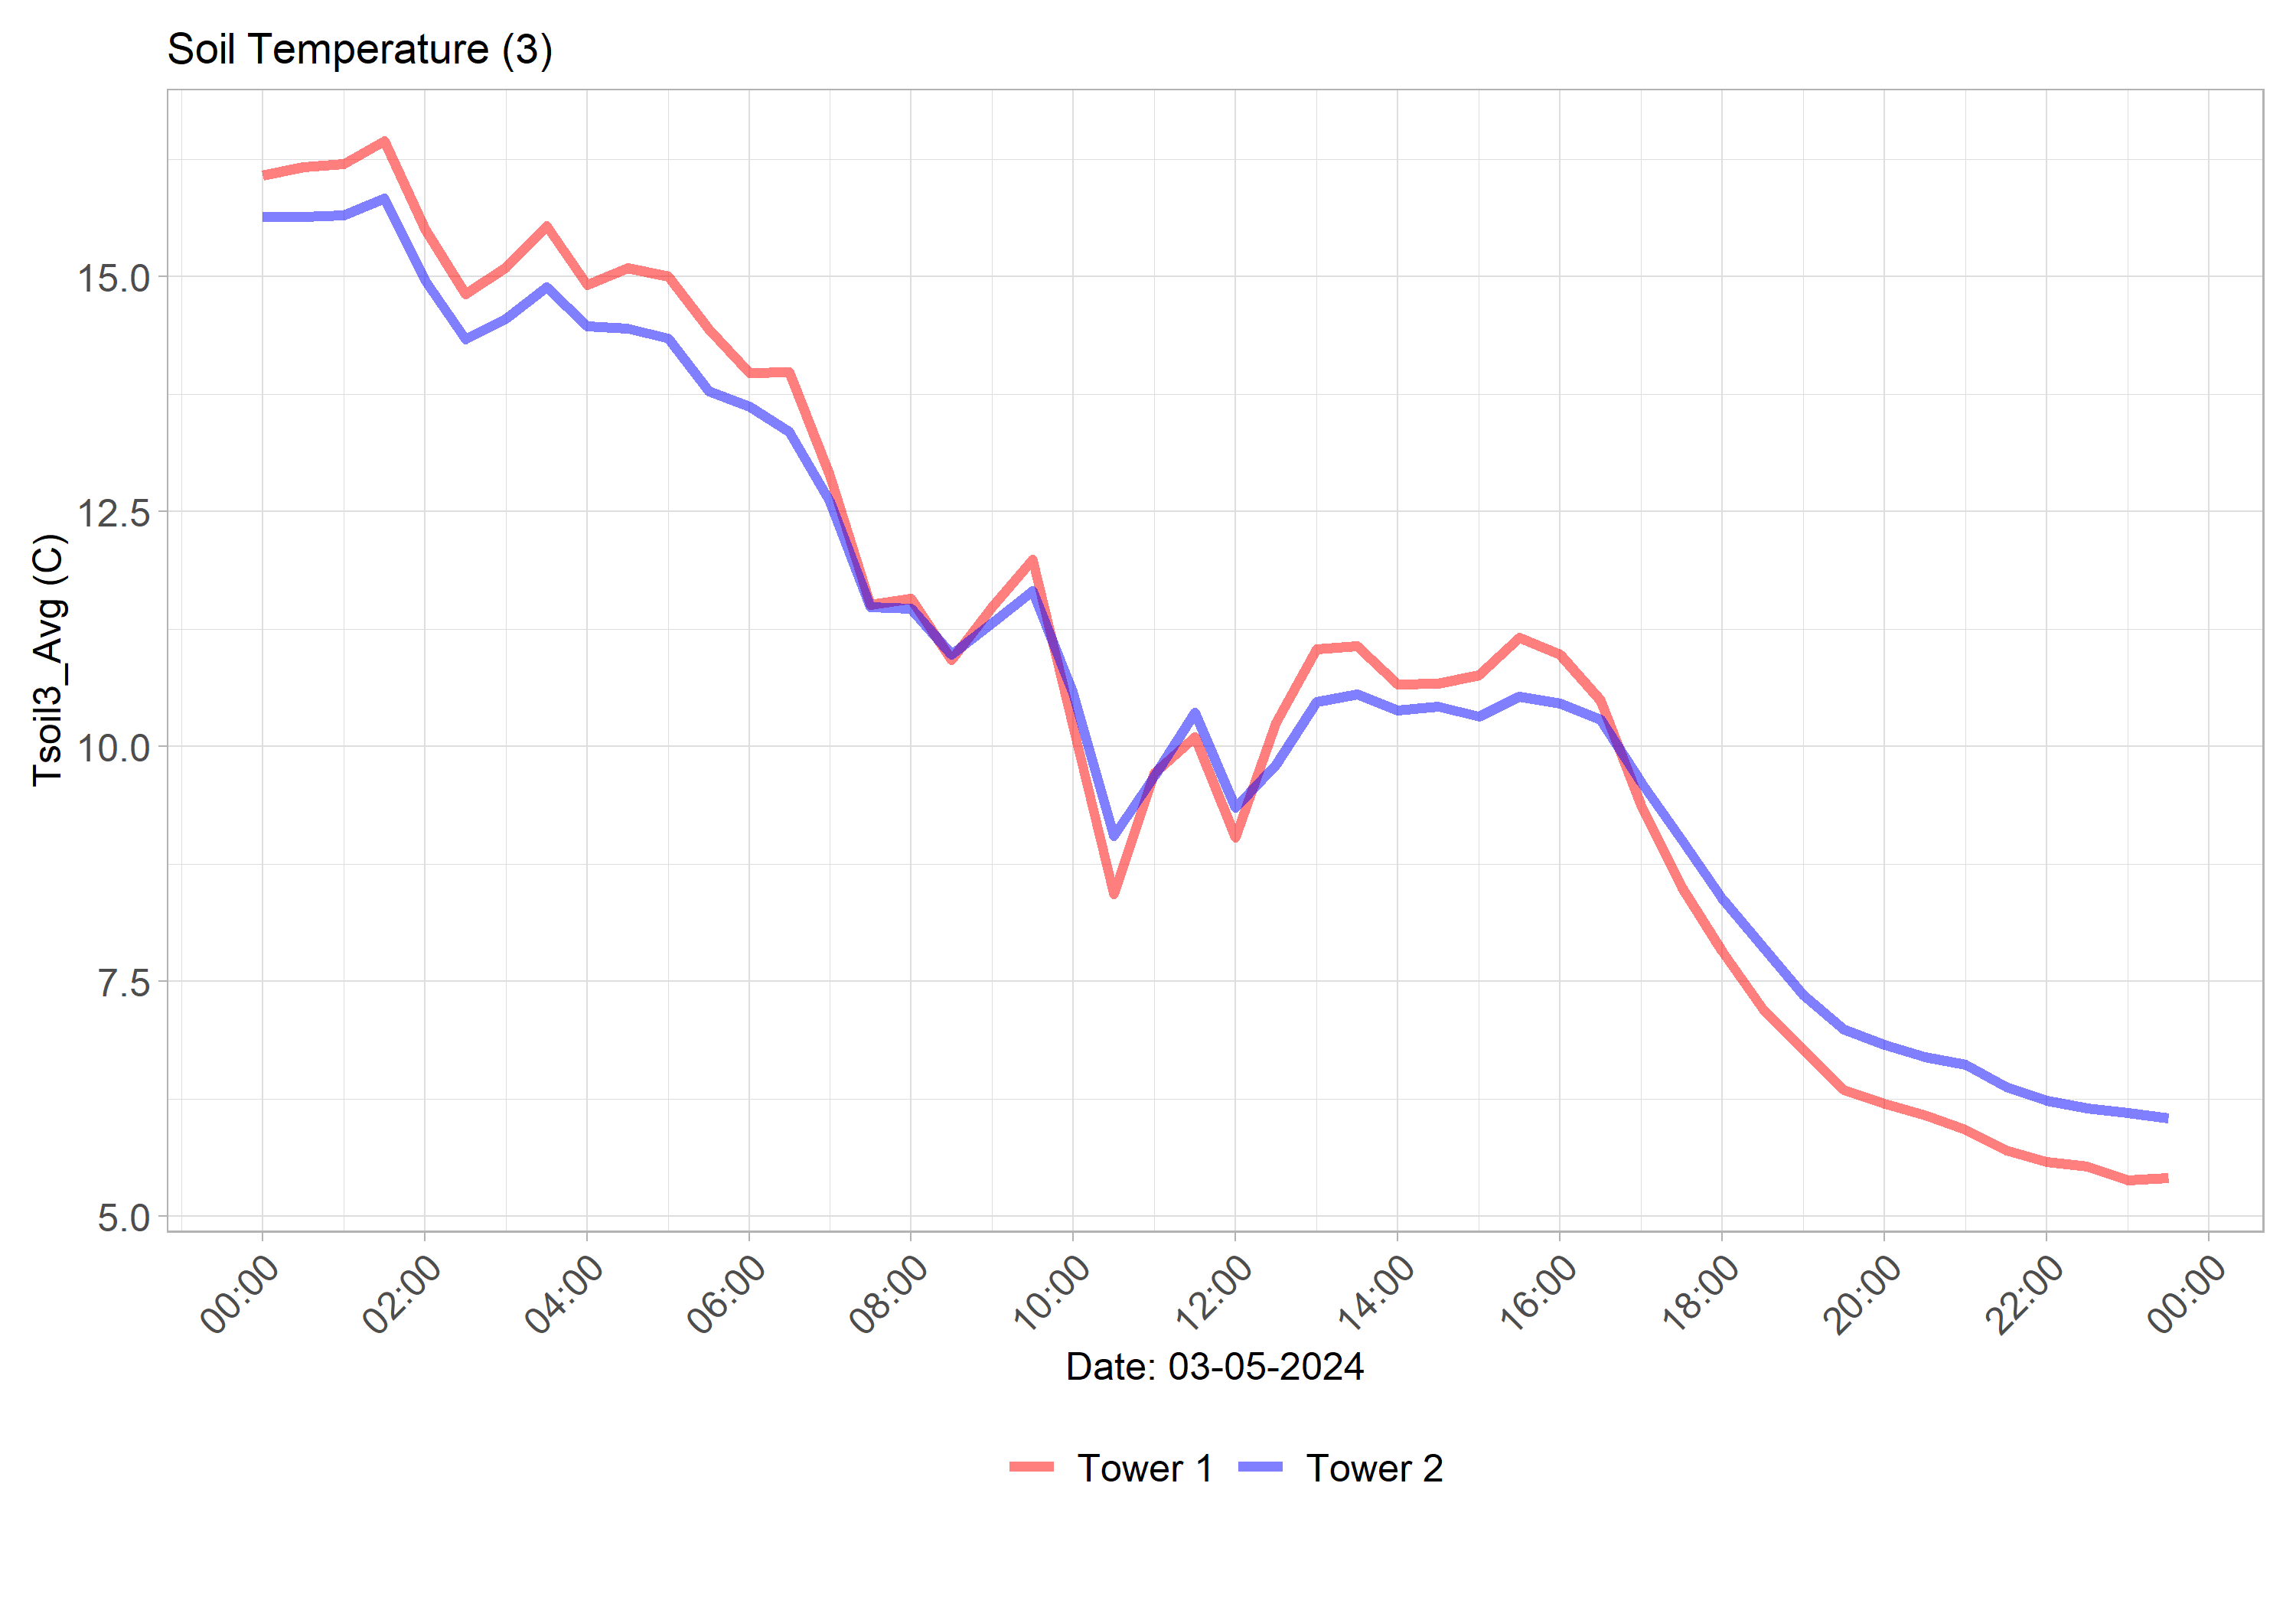 Soil Temperature (3)
Tsoil3_Avg (C)
15.0
12.5
10.0
7.5
5.0
00:00 02:00 04:00 06:00 08:00 10:00 12:00 14:00 16:00 18:00 20:00 22:00 00:00
Date: 03-05-2024
Tower 1 Tower 2